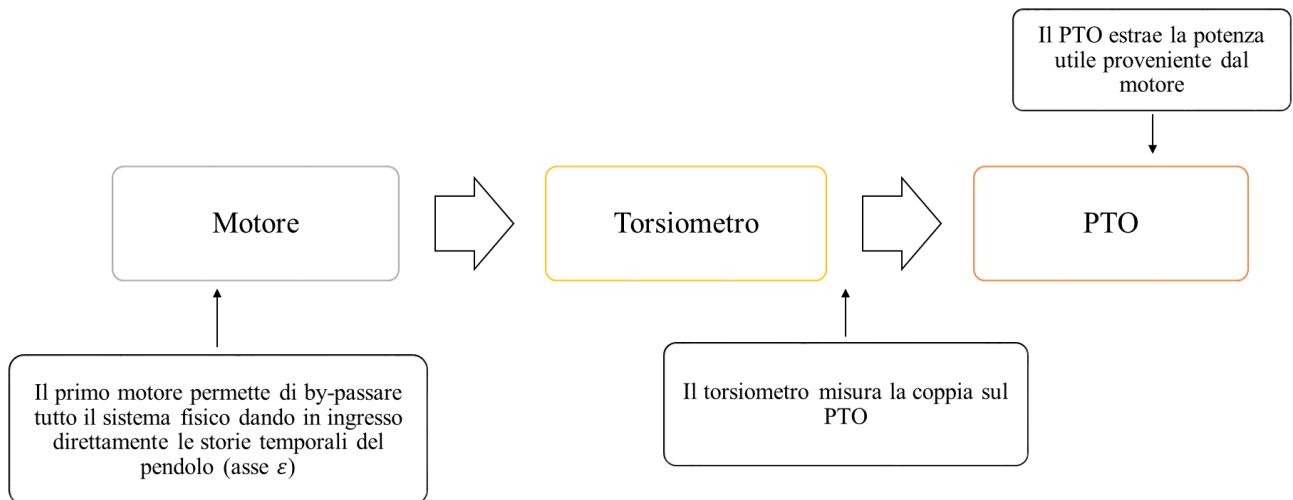 Il PTO estrae la potenza
utile proveniente dal
motore
Motore
Torsiometro
PTO
Il primo motore permette di by-passare
tutto il sistema fisico dando in ingresso
direttamente le storie temporali del
pendolo (asse ε)
Il torsiometro misura la coppia sul
PTO